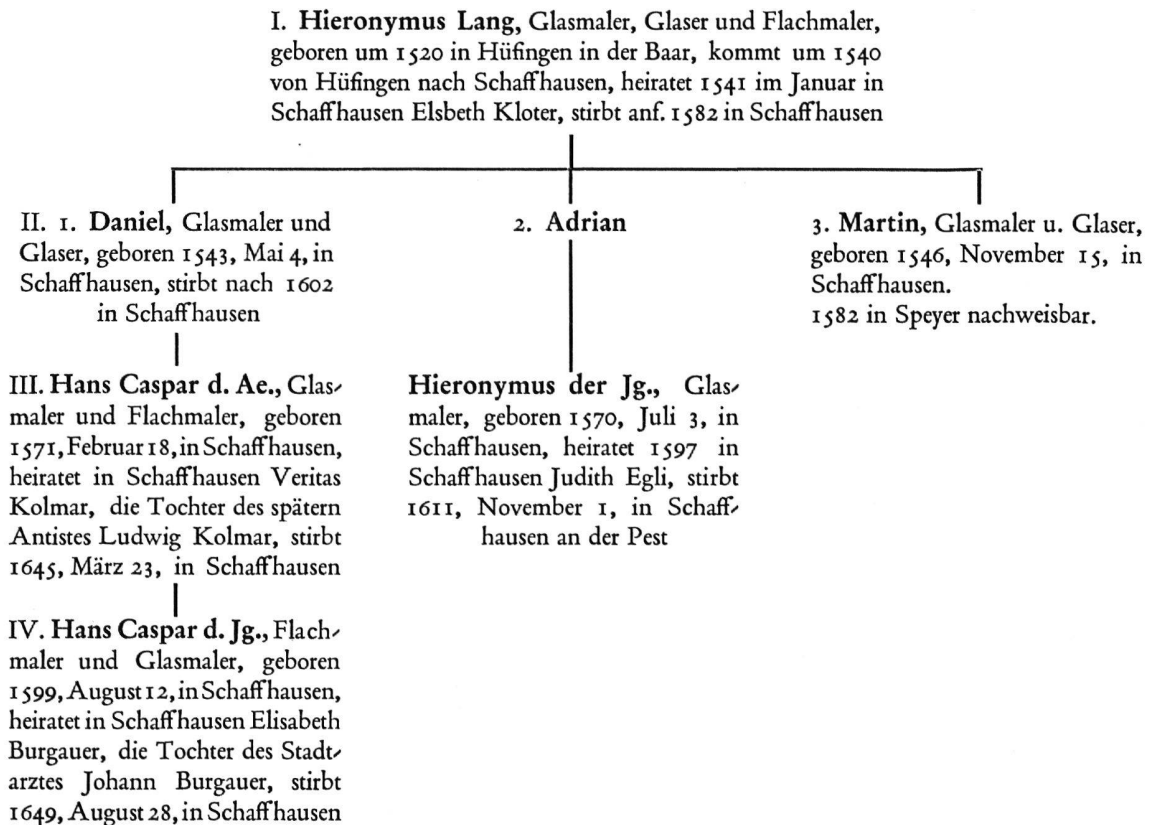 I. Hieronymus Lang, Glasmaler, Glaser und Flachmaler,
geboren um 1520 in Hüfingen in der Baar, kommt um 1540
von Hüfingen nach Schaffhausen, heiratet 1541 im Januar in
Schaffhausen Elsbeth Kloter, stirbt anf. 1582 in Schaffhausen
II. 1. Daniel, Glasmaler und
Glaser, geboren 1543, Mai 4, in
Schaffhausen, stirbt nach 1602
in Schaffhausen
2. Adrian
3. Martin, Glasmaler u. Glaser,
geboren 1546, November 15, in
Schaffhausen.
1582 in Speyer nachweisbar.
III. Hans Caspar d. Ae., Glas-
maler und Flachmaler, geboren
1571, Februar 18, in Schaffhausen,
heiratet in Schaffhausen Veritas
Kolmar, die Tochter des spätern
Antistes Ludwig Kolmar, stirbt
1645, März 23, in Schaffhausen
Hieronymus der Jg., Glas-
maler, geboren 1570, Juli 3, in
Schaffhausen, heiratet 1597 in
Schaffhausen Judith Egli, stirbt
1611, November 1, in Schaff-
hausen an der Pest
IV. Hans Caspar d. Jg., Flach-
maler und Glasmaler, geboren
1599, August 12, in Schaffhausen,
heiratet in Schaffhausen Elisabeth
Burgauer, die Tochter des Stadt-
arztes Johann Burgauer, stirbt
1649, August 28, in Schaffhausen